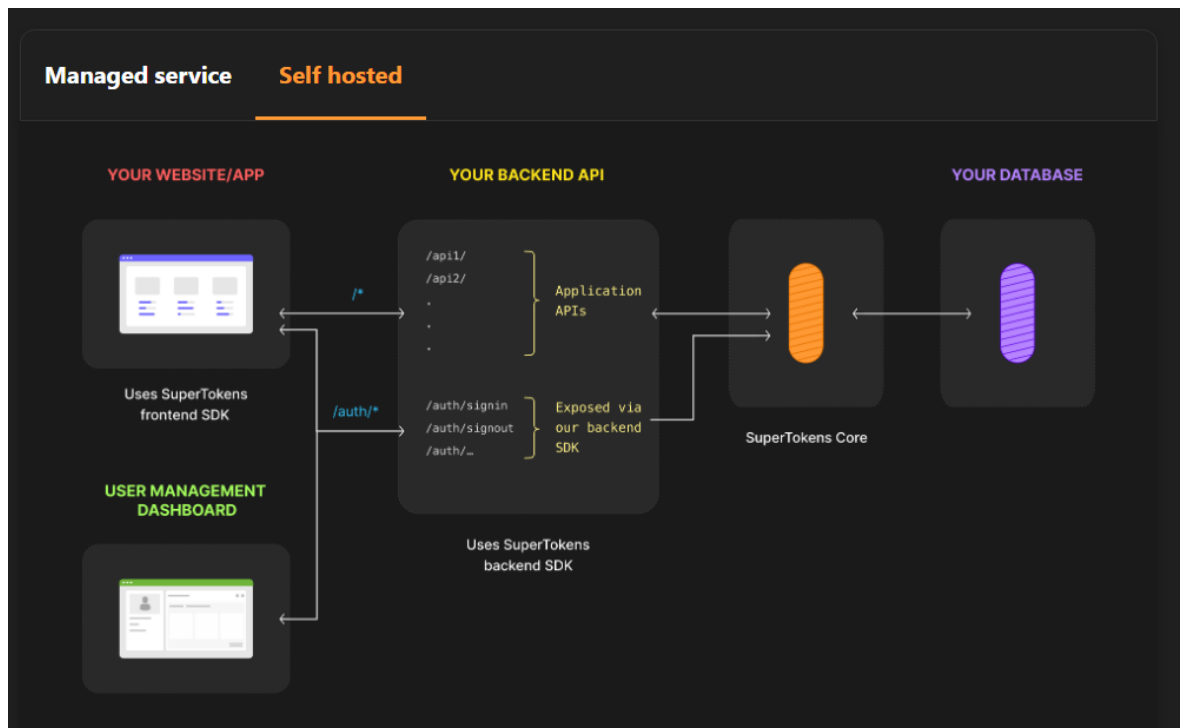 Managed service
Self hosted
YOUR WEBSITE/APP
YOUR BACKEND API
YOUR DATABASE
/api1/
/api2/
.
.
.
Application
APIs
/*
Uses SuperTokens
frontend SDK
/auth/*
/auth/signin
/auth/signout
/auth/…
Exposed via
our backend
SDK
SuperTokens Core
USER MANAGEMENT
DASHBOARD
Uses SuperTokens
backend SDK